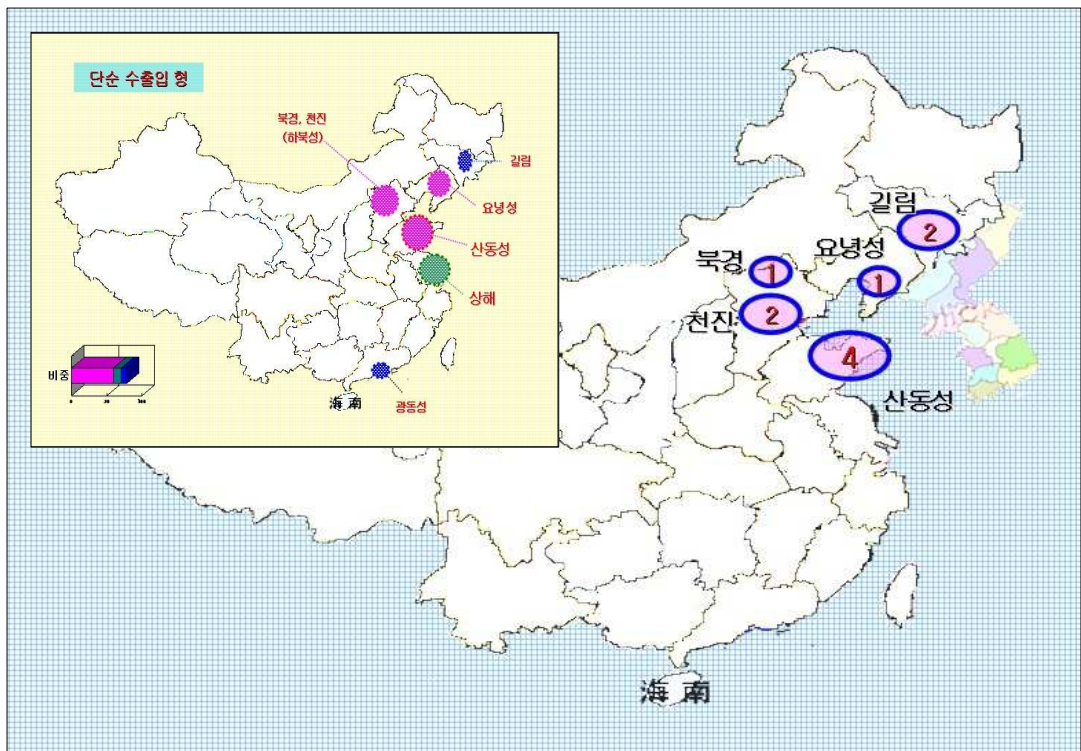 단순 수출입 형
북경, 천진
(하북성)
길림
요녕성
산동성
상해
비중
광동성
海 南
길림
2
요녕성
북경
1
1
천진
2
4
산동성
海 南